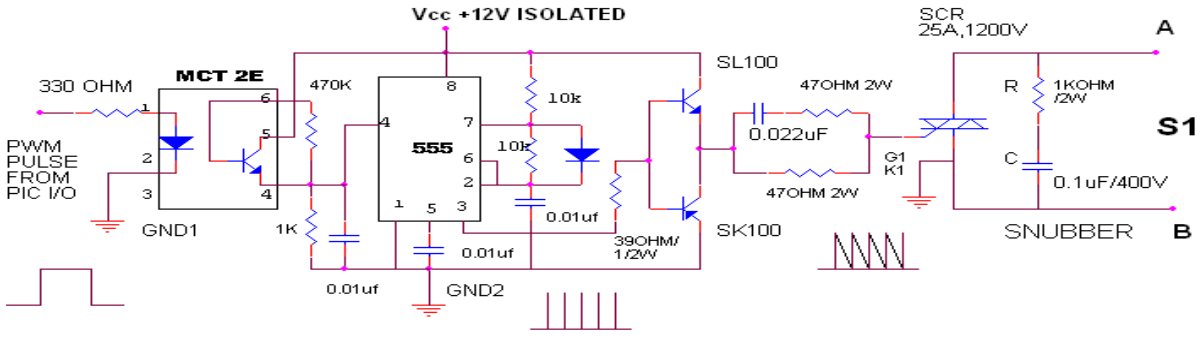 Vcc +12V ISOLATED
SCR
25A,1200V
A
330 OHM
MCT 2E
470K
SL100
1
6
8
10k
47OHM 2W
R
1KOHM
/2W
5
4
7
0.022uF
S1
PWM
PULSE
FROM
PIC I/O
2
3
4
555
10k
6
2
G1
K1
C
0.1uF/400V
47OHM 2W
GND1
1K
1
5
3
0.01uf
39OHM/
1/2W
SK100
SNUBBER
B
0.01uf
0.01uf
GND2